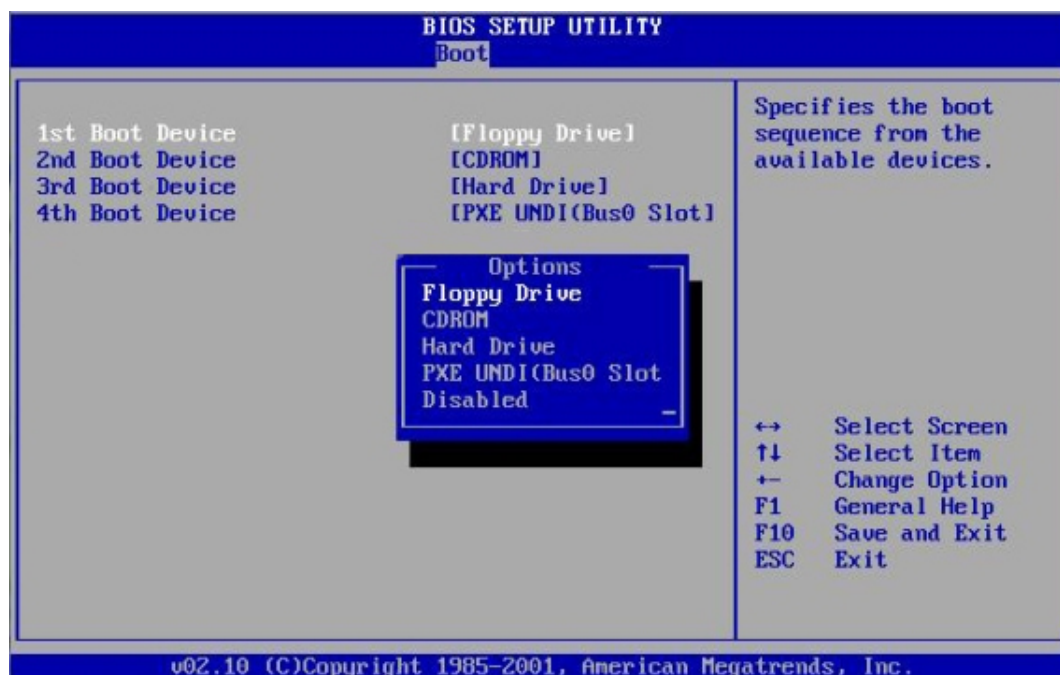 BIOS SETUP UTILITY
Boot
1st Boot Device [Floppy Drive]
2nd Boot Device [CDROM]
3rd Boot Device [Hard Drive]
4th Boot Device [PXE UNDI(Bus0 Slot]
Options
Floppy Drive
CDROM
Hard Drive
PXE UNDI(Bus0 Slot
Disabled
Specifies the boot
sequence from the
available devices.
↔ Select Screen
↑↓ Select Item
+- Change Option
F1 General Help
F10 Save and Exit
ESC Exit
v02.10 (C)Copyright 1985-2001, American Megatrends, Inc.